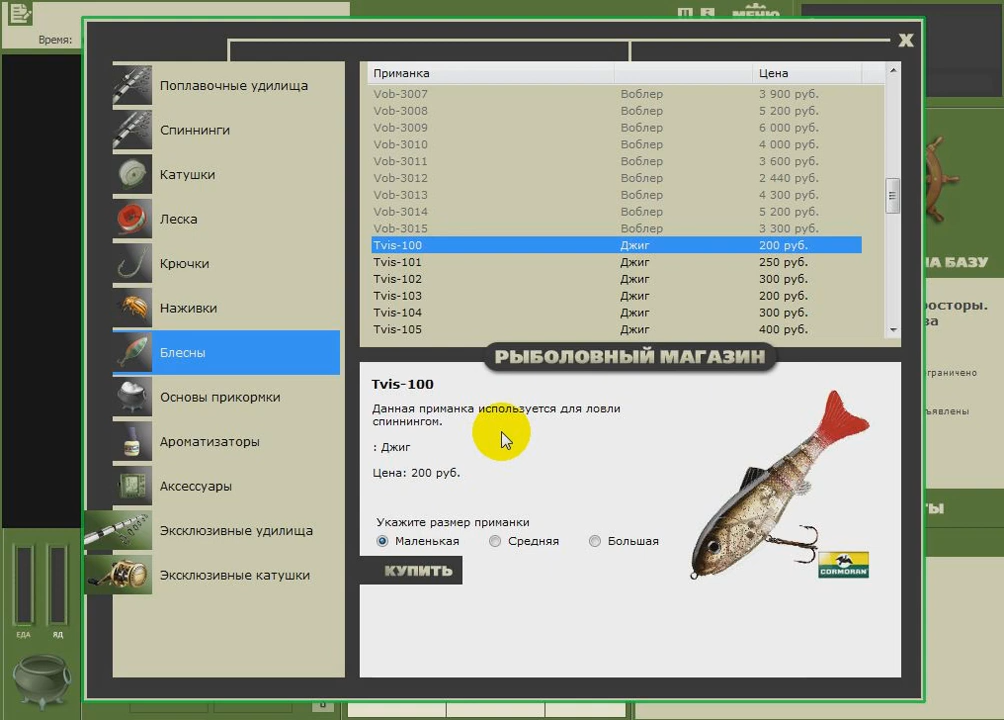 Время:
МЕНЮ
X
Поплавочные удилища
Спиннинги
Катушки
Леска
Крючки
Наживки
Блесны
Основы прикормки
Ароматизаторы
Аксессуары
Эксклюзивные удилища
Эксклюзивные катушки
Приманка Цена
Vob-3007 Воблер 3 900 руб.
Vob-3008 Воблер 5 200 руб.
Vob-3009 Воблер 6 000 руб.
Vob-3010 Воблер 4 000 руб.
Vob-3011 Воблер 3 600 руб.
Vob-3012 Воблер 2 440 руб.
Vob-3013 Воблер 4 300 руб.
Vob-3014 Воблер 5 200 руб.
Vob-3015 Воблер 3 300 руб.
Tvis-100 Джиг 200 руб.
Tvis-101 Джиг 250 руб.
Tvis-102 Джиг 300 руб.
Tvis-103 Джиг 200 руб.
Tvis-104 Джиг 300 руб.
Tvis-105 Джиг 400 руб.
РЫБОЛОВНЫЙ МАГАЗИН
Tvis-100
Данная приманка используется для ловли
спиннингом.
: Джиг
Цена: 200 руб.
Укажите размер приманки
Маленькая Средняя Большая
КУПИТЬ
CORMORAN
НА БАЗУ
осторы.
за
граничено
ъявлены
ТЫ
ЕДА ЯД